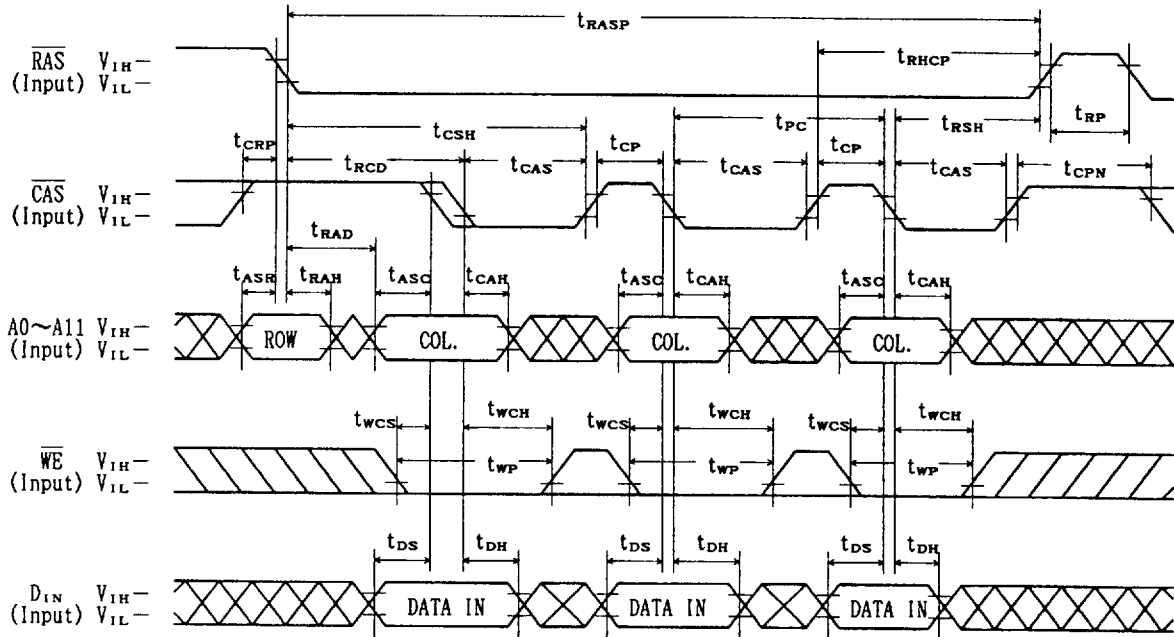 tRASP
RAS VIH
(Input) VIL
tRHCP
tRP
tCSH
tPC
tRSH
tCRP
tRCD
tCAS
tCP
tCAS
tCP
tCAS
tCPN
CAS VIH
(Input) VIL
tRAD
tASR
tRAH
tASC
tCAH
tASC
tCAH
tASC
tCAH
A0~A11 VIH
(Input) VIL
ROW
COL.
COL.
COL.
tWCS
tWCH
tWCS
tWCH
tWCS
tWCH
WE VIH
(Input) VIL
tWP
tWP
tWP
tDS
tDH
tDS
tDH
tDS
tDH
DIN VIH
(Input) VIL
DATA IN
DATA IN
DATA IN